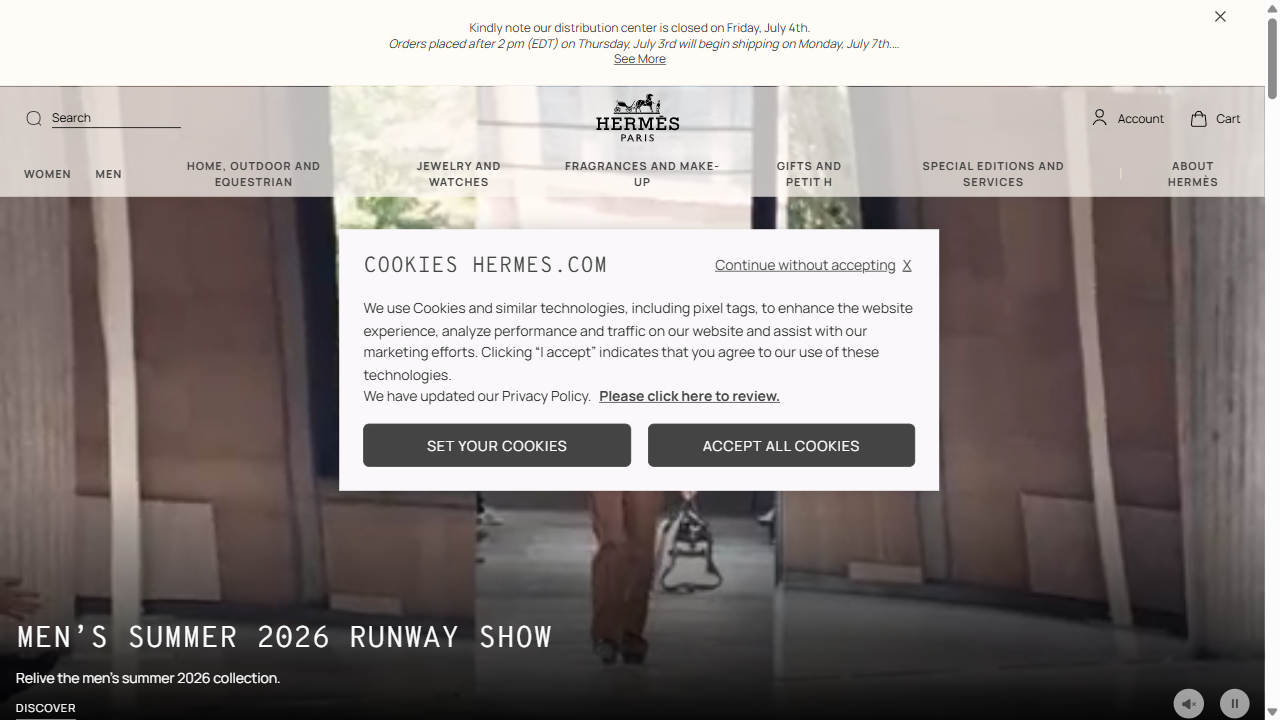 Kindly note our distribution center is closed on Friday, July 4th.
Orders placed after 2 pm (EDT) on Thursday, July 3rd will begin shipping on Monday, July 7th....
See More
Search
HERMÈS
PARIS
Account
Cart
WOMEN
MEN
HOME, OUTDOOR AND
EQUESTRIAN
JEWELRY AND
WATCHES
FRAGRANCES AND MAKE-
UP
GIFTS AND
PETIT H
SPECIAL EDITIONS AND
SERVICES
ABOUT
HERMÈS
COOKIES HERMES.COM
Continue without accepting X
We use Cookies and similar technologies, including pixel tags, to enhance the website
experience, analyze performance and traffic on our website and assist with our
marketing efforts. Clicking “I accept” indicates that you agree to our use of these
technologies.
We have updated our Privacy Policy. Please click here to review.
SET YOUR COOKIES
ACCEPT ALL COOKIES
MEN’S SUMMER 2026 RUNWAY SHOW
Relive the men’s summer 2026 collection.
DISCOVER